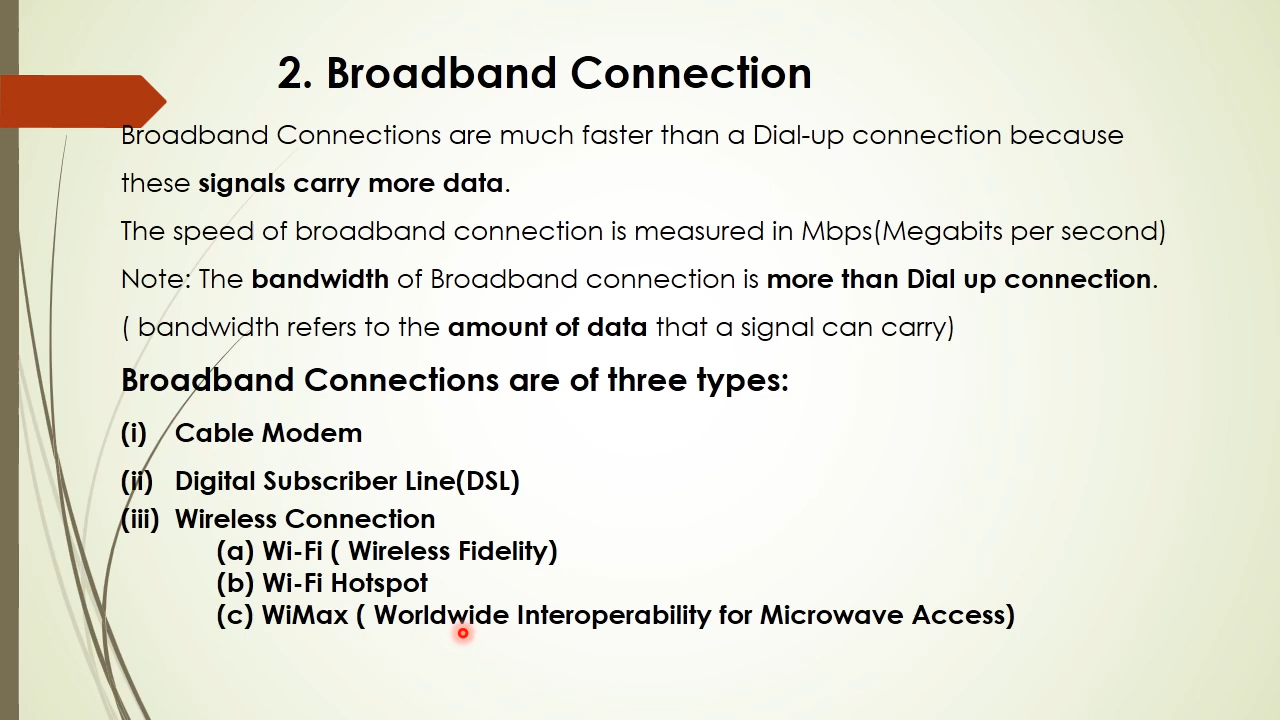 2. Broadband Connection
Broadband Connections are much faster than a Dial-up connection because
these signals carry more data.
The speed of broadband connection is measured in Mbps(Megabits per second)
Note: The bandwidth of Broadband connection is more than Dial up connection.
( bandwidth refers to the amount of data that a signal can carry)
Broadband Connections are of three types:
(i) Cable Modem
(ii) Digital Subscriber Line(DSL)
(iii) Wireless Connection
(a) Wi-Fi ( Wireless Fidelity)
(b) Wi-Fi Hotspot
(c) WiMax ( Worldwide Interoperability for Microwave Access)